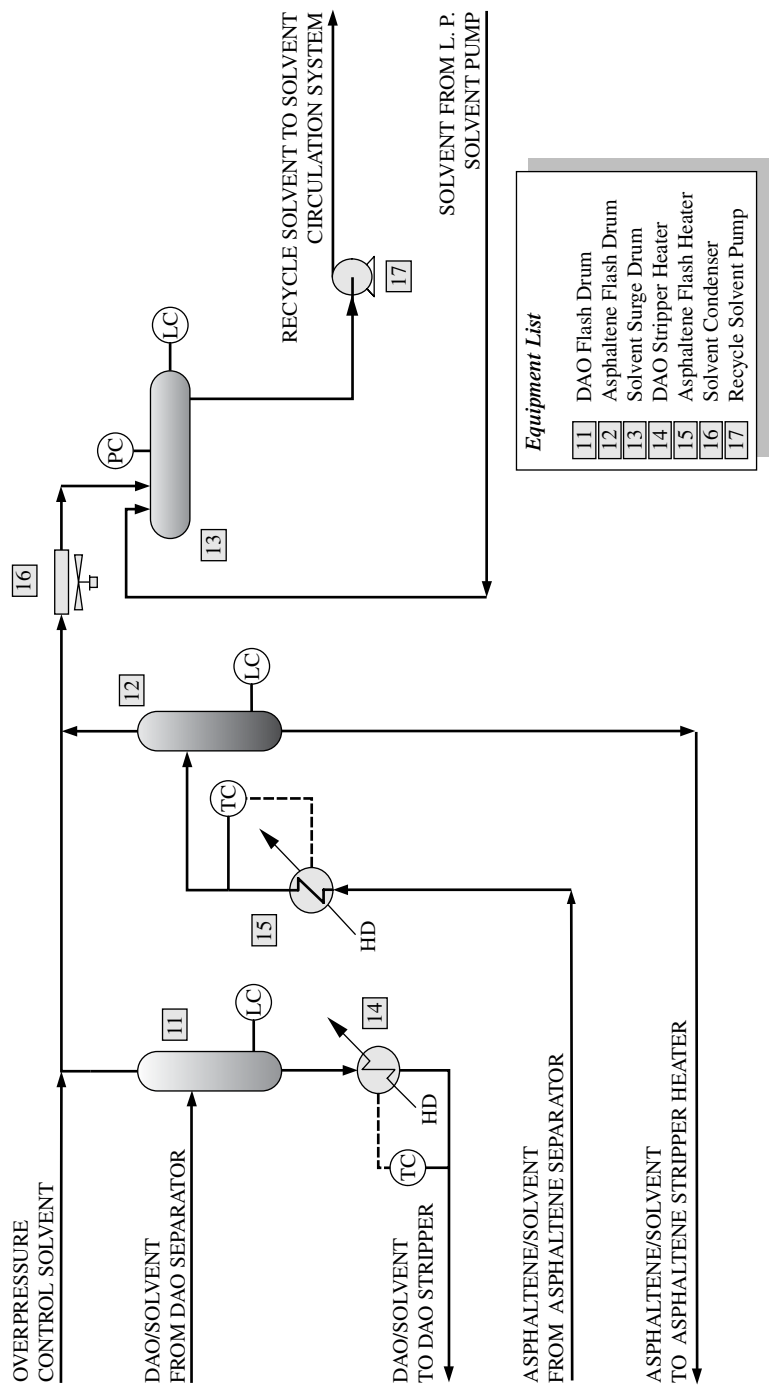 OVERPRESSURE
CONTROL SOLVENT
DAO/SOLVENT
FROM DAO SEPARATOR
DAO/SOLVENT
TO DAO STRIPPER
ASPHALTENE/SOLVENT
FROM ASPHALTENE SEPARATOR
ASPHALTENE/SOLVENT
TO ASPHALTENE STRIPPER HEATER
11
LC
14
HD
TC
15
HD
TC
12
LC
16
13
PC
LC
17
RECYCLE SOLVENT TO SOLVENT
CIRCULATION SYSTEM
SOLVENT FROM L. P.
SOLVENT PUMP
Equipment List
11 DAO Flash Drum
12 Asphaltene Flash Drum
13 Solvent Surge Drum
14 DAO Stripper Heater
15 Asphaltene Flash Heater
16 Solvent Condenser
17 Recycle Solvent Pump